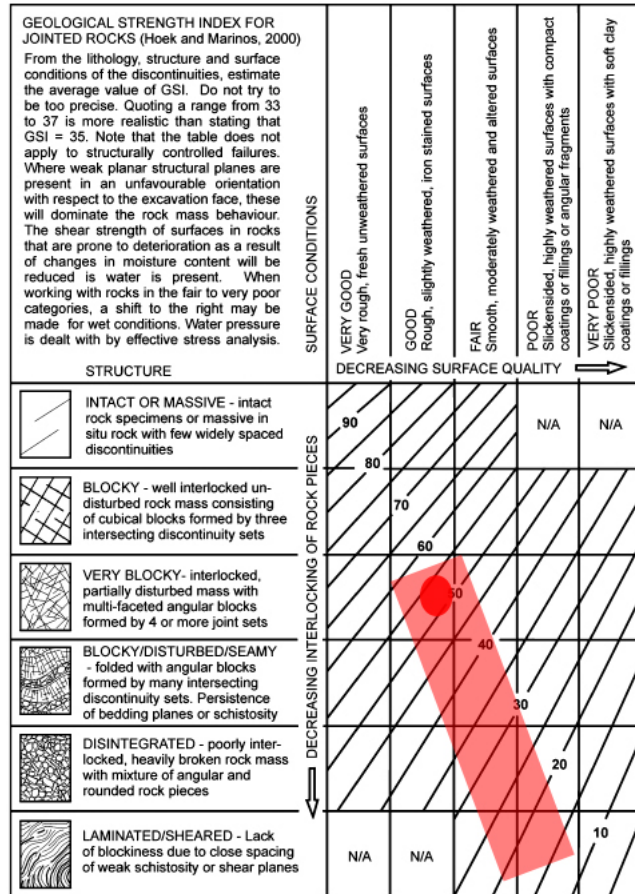 GEOLOGICAL STRENGTH INDEX FOR
JOINTED ROCKS (Hoek and Marinos, 2000)
From the lithology, structure and surface
conditions of the discontinuities, estimate
the average value of GSI. Do not try to
be too precise. Quoting a range from 33
to 37 is more realistic than stating that
GSI = 35. Note that the table does not
apply to structurally controlled failures.
Where weak planar structural planes are
present in an unfavourable orientation
with respect to the excavation face, these
will dominate the rock mass behaviour.
The shear strength of surfaces in rocks
that are prone to deterioration as a result
of changes in moisture content will be
reduced is water is present. When
working with rocks in the fair to very poor
categories, a shift to the right may be
made for wet conditions. Water pressure
is dealt with by effective stress analysis.
SURFACE CONDITIONS
VERY GOOD
Very rough, fresh unweathered surfaces
GOOD
Rough, slightly weathered, iron stained surfaces
FAIR
Smooth, moderately weathered and altered surfaces
POOR
Slickensided, highly weathered surfaces with compact
coatings or fillings or angular fragments
VERY POOR
Slickensided, highly weathered surfaces with soft clay
coatings or fillings
STRUCTURE
DECREASING SURFACE QUALITY
DECREASING INTERLOCKING OF ROCK PIECES
INTACT OR MASSIVE - intact
rock specimens or massive in
situ rock with few widely spaced
discontinuities
90
80
N/A
N/A
BLOCKY - well interlocked un-
disturbed rock mass consisting
of cubical blocks formed by three
intersecting discontinuity sets
70
60
VERY BLOCKY- interlocked,
partially disturbed mass with
multi-faceted angular blocks
formed by 4 or more joint sets
50
BLOCKY/DISTURBED/SEAMY
- folded with angular blocks
formed by many intersecting
discontinuity sets. Persistence
of bedding planes or schistosity
40
30
DISINTEGRATED - poorly inter-
locked, heavily broken rock mass
with mixture of angular and
rounded rock pieces
20
LAMINATED/SHEARED - Lack
of blockiness due to close spacing
of weak schistosity or shear planes
N/A
N/A
10